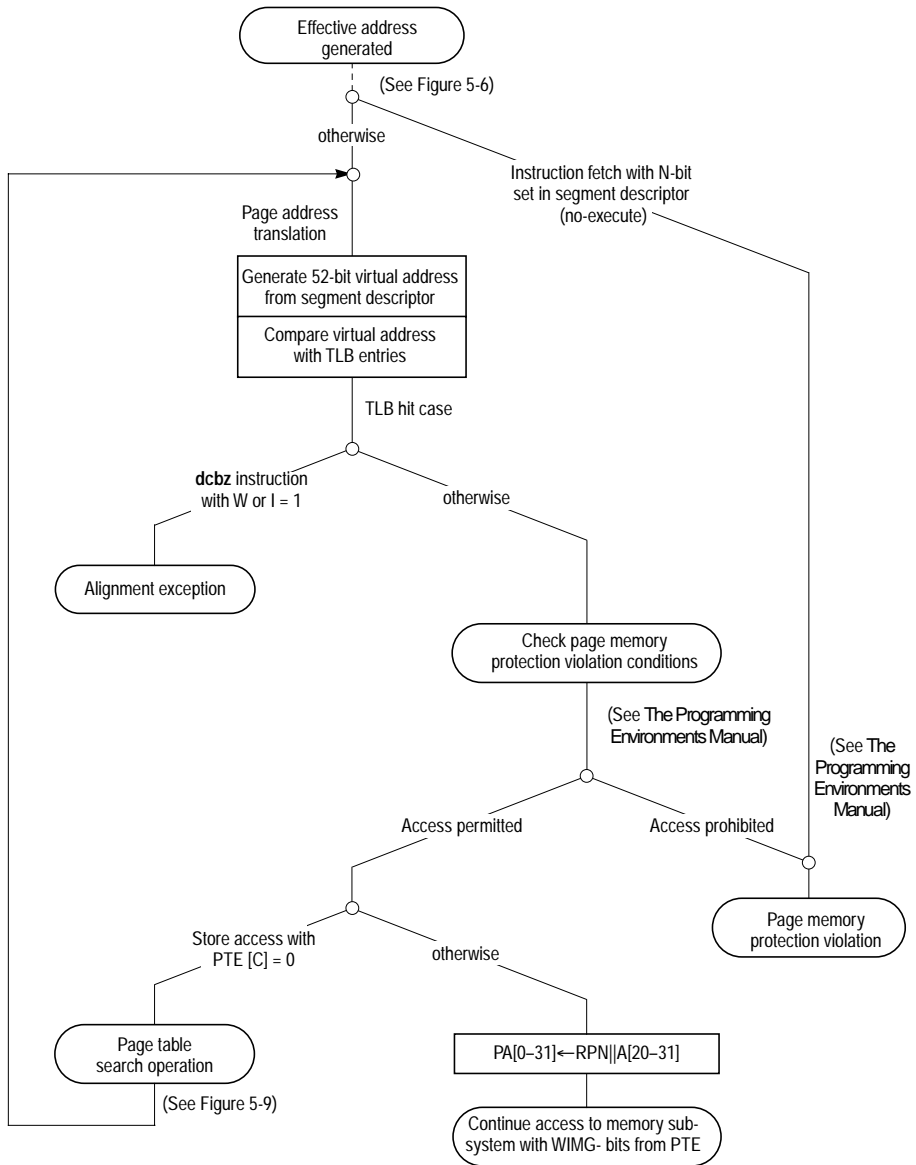 Effective address
generated
(See Figure 5-6)
otherwise
Instruction fetch with N-bit
set in segment descriptor
(no-execute)
Page address
translation
Generate 52-bit virtual address
from segment descriptor
Compare virtual address
with TLB entries
TLB hit case
dcbz instruction
with W or I = 1
otherwise
Alignment exception
Check page memory
protection violation conditions
(See The Programming
Environments Manual)
(See The
Programming
Environments
Manual)
Access permitted
Access prohibited
Page memory
protection violation
Store access with
PTE [C] = 0
otherwise
Page table
search operation
(See Figure 5-9)
PA[0–31]←RPN||A[20–31]
Continue access to memory sub-
system with WIMG- bits from PTE